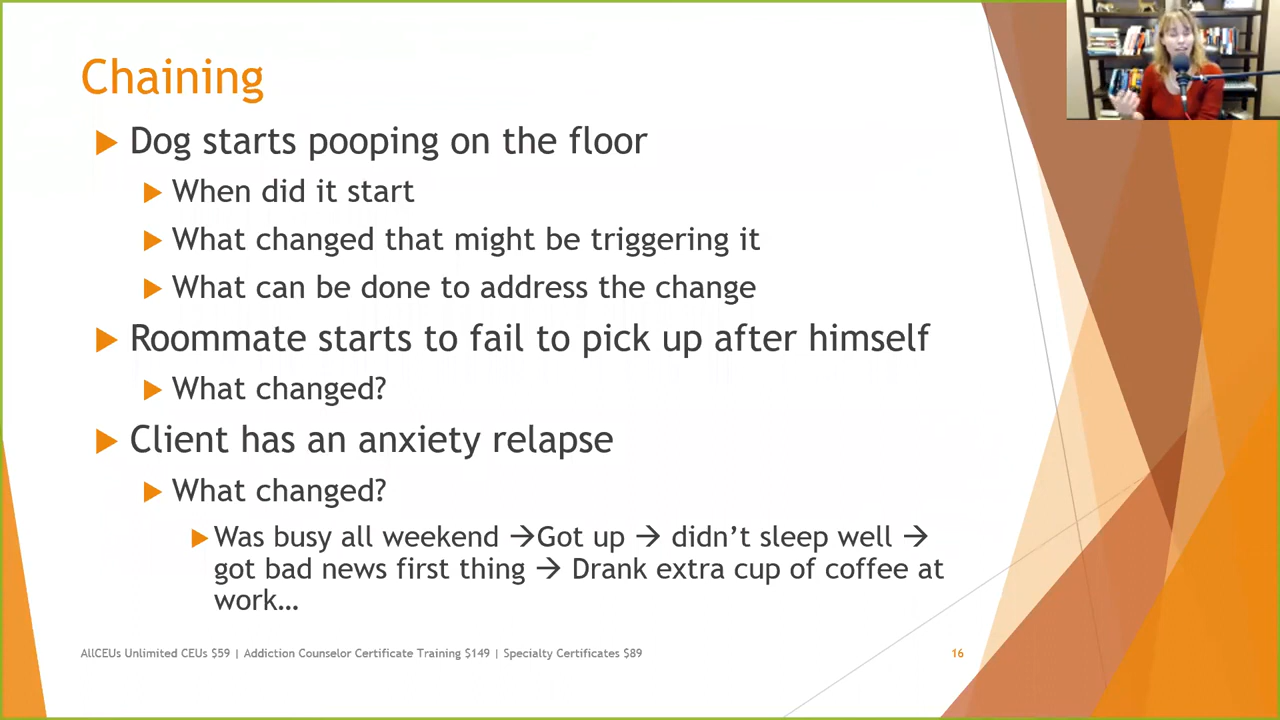 Chaining
Dog starts pooping on the floor
When did it start
What changed that might be triggering it
What can be done to address the change
Roommate starts to fail to pick up after himself
What changed?
Client has an anxiety relapse
What changed?
Was busy all weekend →Got up → didn’t sleep well →
got bad news first thing → Drank extra cup of coffee at
work…
AllCEUs Unlimited CEUs $59 | Addiction Counselor Certificate Training $149 | Specialty Certificates $89
16